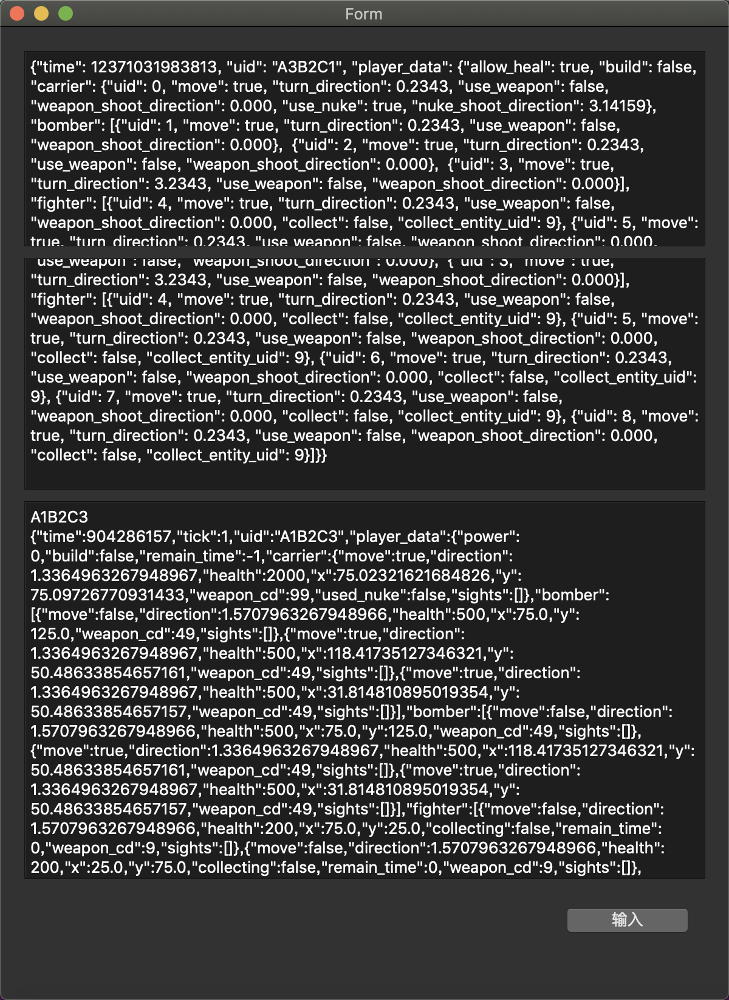 Form
{"time": 12371031983813, "uid": "A3B2C1", "player_data": {"allow_heal": true, "build": false,
"carrier": {"uid": 0, "move": true, "turn_direction": 0.2343, "use_weapon": false,
"weapon_shoot_direction": 0.000, "use_nuke": true, "nuke_shoot_direction": 3.14159},
"bomber": [{"uid": 1, "move": true, "turn_direction": 0.2343, "use_weapon": false,
"weapon_shoot_direction": 0.000},  {"uid": 2, "move": true, "turn_direction": 0.2343,
"use_weapon": false, "weapon_shoot_direction": 0.000},  {"uid": 3, "move": true,
"turn_direction": 3.2343, "use_weapon": false, "weapon_shoot_direction": 0.000}],
"fighter": [{"uid": 4, "move": true, "turn_direction": 0.2343, "use_weapon": false,
"weapon_shoot_direction": 0.000, "collect": false, "collect_entity_uid": 9}, {"uid": 5, "move":
true, "turn_direction": 0.2343, "use_weapon": false, "weapon_shoot_direction": 0.000,
"use_weapon": false, "weapon_shoot_direction": 0.000},  {"uid": 3, "move": true,
"turn_direction": 3.2343, "use_weapon": false, "weapon_shoot_direction": 0.000}],
"fighter": [{"uid": 4, "move": true, "turn_direction": 0.2343, "use_weapon": false,
"weapon_shoot_direction": 0.000, "collect": false, "collect_entity_uid": 9}, {"uid": 5, "move":
true, "turn_direction": 0.2343, "use_weapon": false, "weapon_shoot_direction": 0.000,
"collect": false, "collect_entity_uid": 9}, {"uid": 6, "move": true, "turn_direction": 0.2343,
"use_weapon": false, "weapon_shoot_direction": 0.000, "collect": false, "collect_entity_uid":
9}, {"uid": 7, "move": true, "turn_direction": 0.2343, "use_weapon": false,
"weapon_shoot_direction": 0.000, "collect": false, "collect_entity_uid": 9}, {"uid": 8, "move":
true, "turn_direction": 0.2343, "use_weapon": false, "weapon_shoot_direction": 0.000,
"collect": false, "collect_entity_uid": 9}]}}
A1B2C3
{"time":904286157,"tick":1,"uid":"A1B2C3","player_data":{"power":
0,"build":false,"remain_time":-1,"carrier":{"move":true,"direction":
1.3364963267948967,"health":2000,"x":75.02321621684826,"y":
75.09726770931433,"weapon_cd":99,"used_nuke":false,"sights":[]},"bomber":
[{"move":false,"direction":1.5707963267948966,"health":500,"x":75.0,"y":
125.0,"weapon_cd":49,"sights":[]},{"move":true,"direction":
1.3364963267948967,"health":500,"x":118.41735127346321,"y":
50.48633854657161,"weapon_cd":49,"sights":[]},{"move":true,"direction":
1.3364963267948967,"health":500,"x":31.814810895019354,"y":
50.48633854657157,"weapon_cd":49,"sights":[]}],"bomber":[{"move":false,"direction":
1.5707963267948966,"health":500,"x":75.0,"y":125.0,"weapon_cd":49,"sights":[]},
{"move":true,"direction":1.3364963267948967,"health":500,"x":118.41735127346321,"y":
50.48633854657161,"weapon_cd":49,"sights":[]},{"move":true,"direction":
1.3364963267948967,"health":500,"x":31.814810895019354,"y":
50.48633854657157,"weapon_cd":49,"sights":[]}],"fighter":[{"move":false,"direction":
1.5707963267948966,"health":200,"x":75.0,"y":25.0,"collecting":false,"remain_time":
0,"weapon_cd":9,"sights":[]},{"move":false,"direction":1.5707963267948966,"health":
200,"x":25.0,"y":75.0,"collecting":false,"remain_time":0,"weapon_cd":9,"sights":[]},
输入